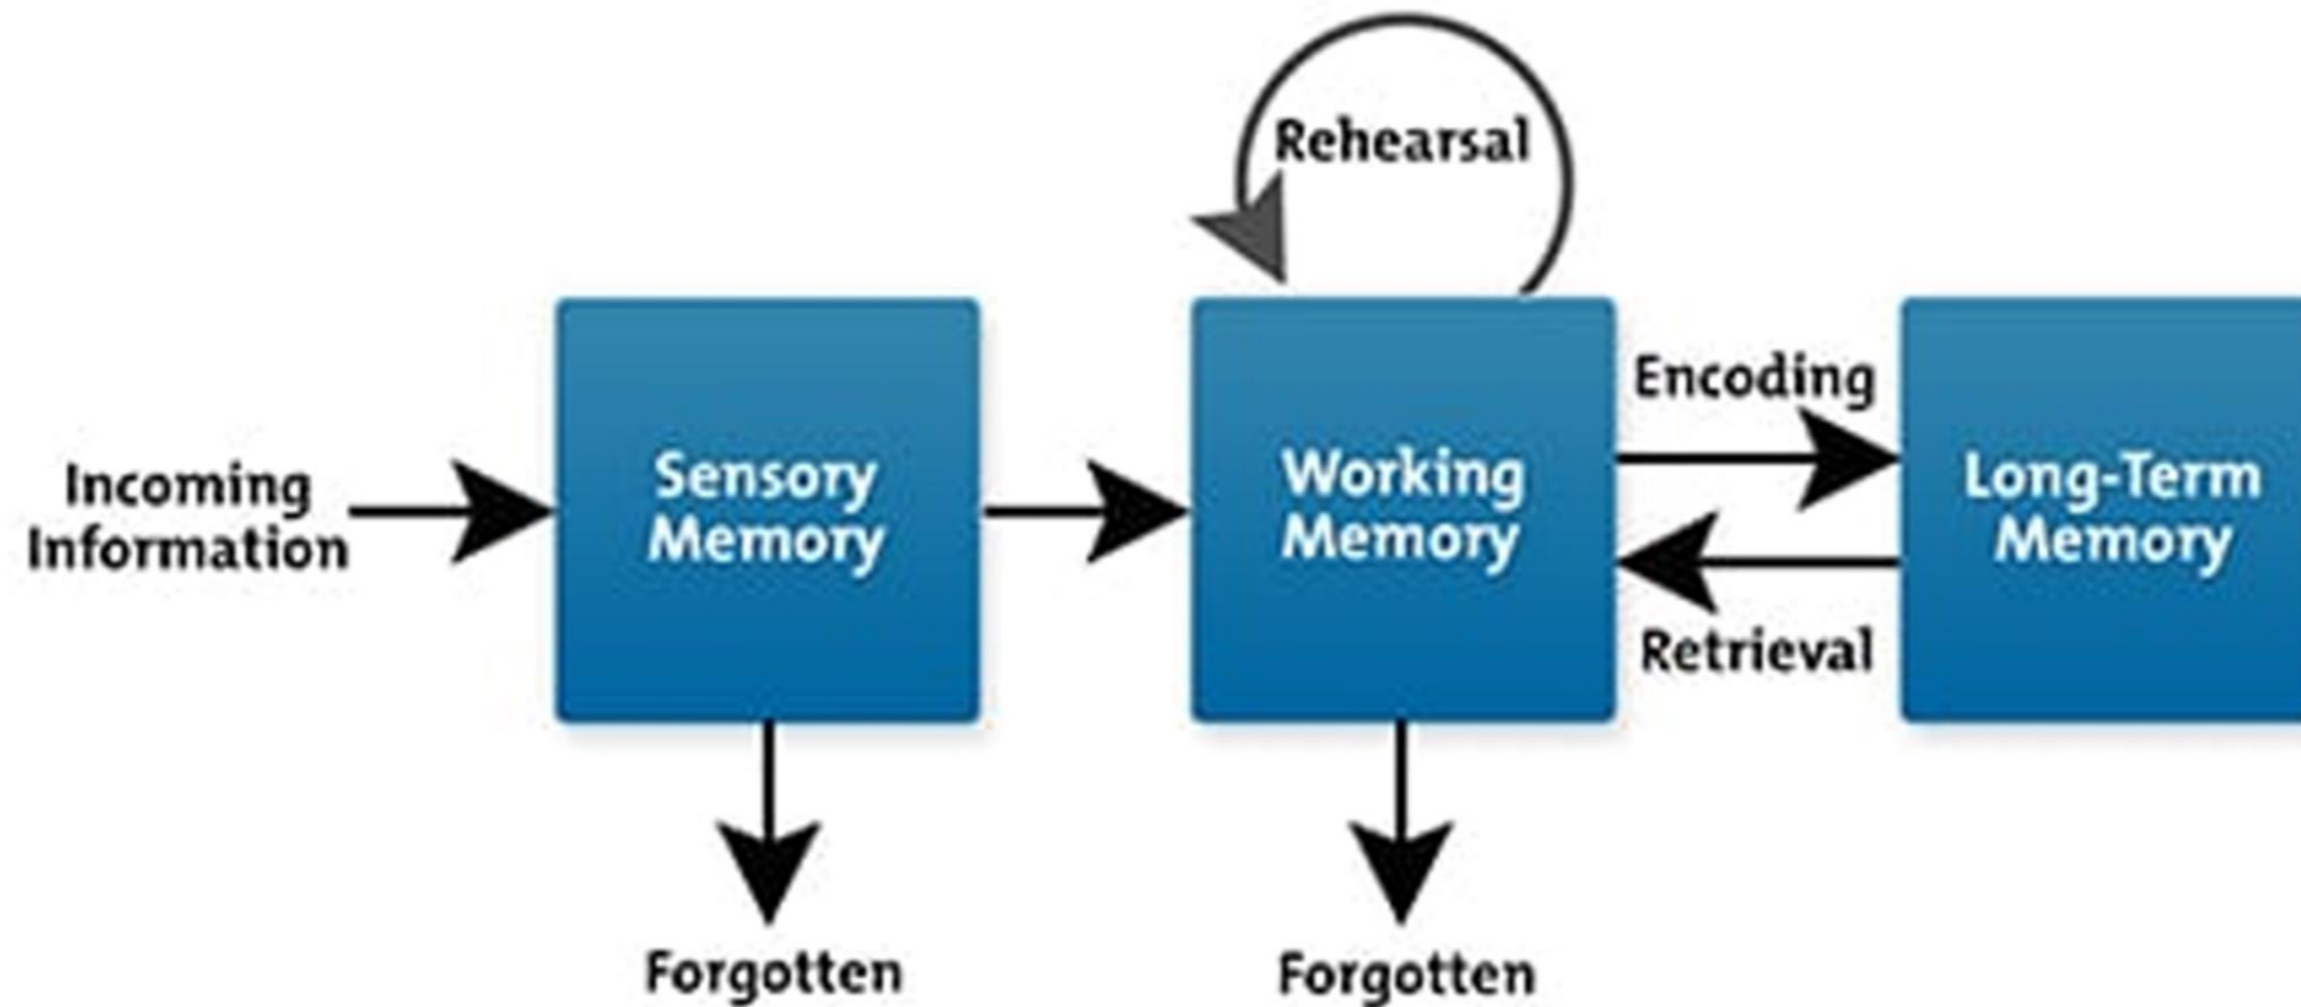 Rehearsal
Encoding
Incoming
Information
Sensory
Memory
Working
Memory
Long-Term
Memory
Retrieval
Forgotten
Forgotten